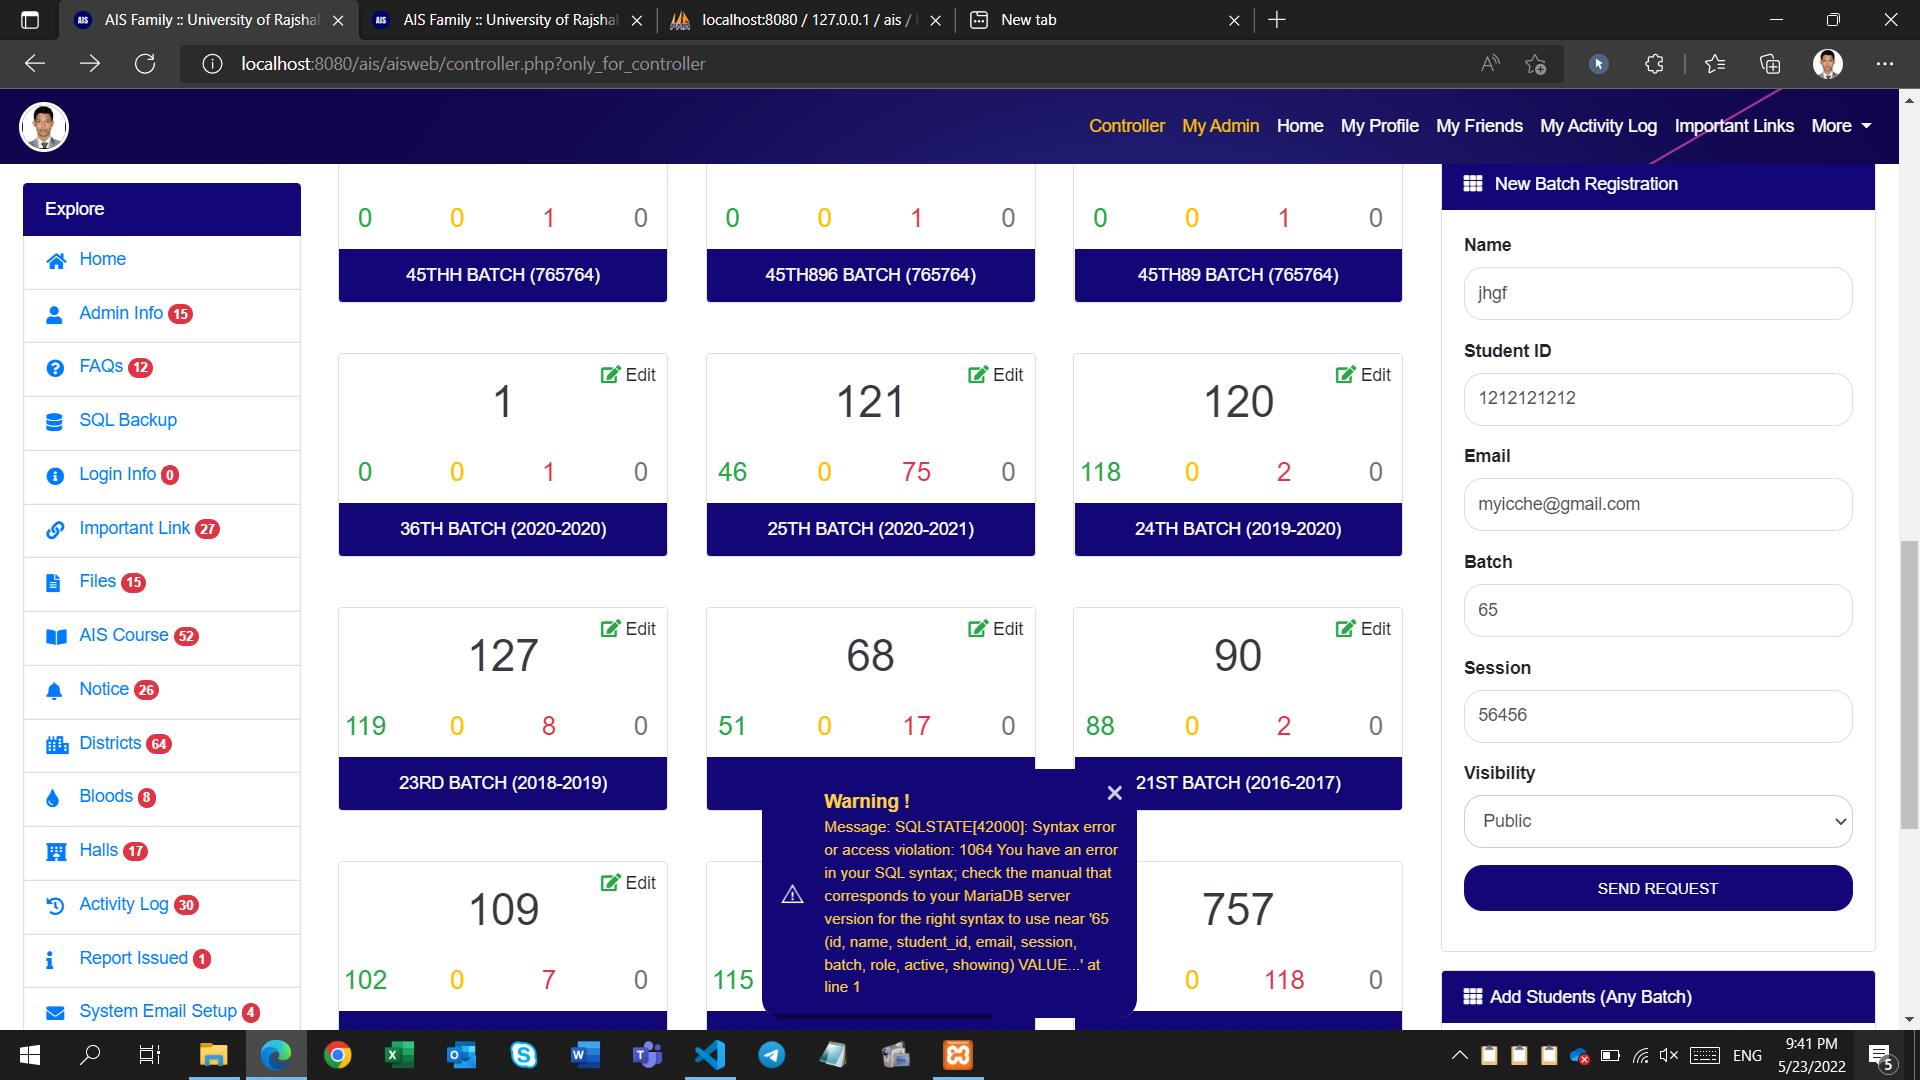 AIS Family :: University of Rajshah
AIS Family :: University of Rajshah
localhost:8080 / 127.0.0.1 / ais /
New tab
localhost:8080/ais/aisweb/controller.php?only_for_controller
Controller My Admin Home My Profile My Friends My Activity Log Important Links More
Explore
Home
Admin Info 15
FAQs 12
SQL Backup
Login Info 0
Important Link 27
Files 15
AIS Course 52
Notice 26
Districts 64
Bloods 8
Halls 17
Activity Log 30
Report Issued 1
System Email Setup 4
0 0 1 0
45THH BATCH (765764)
0 0 1 0
45TH896 BATCH (765764)
0 0 1 0
45TH89 BATCH (765764)
Edit
1
0 0 1 0
36TH BATCH (2020-2020)
Edit
121
46 0 75 0
25TH BATCH (2020-2021)
Edit
120
118 0 2 0
24TH BATCH (2019-2020)
Edit
127
119 0 8 0
23RD BATCH (2018-2019)
Edit
68
51 0 17 0
Edit
90
88 0 2 0
21ST BATCH (2016-2017)
Edit
109
102 0 7 0
115
757
0 118 0
Warning !
Message: SQLSTATE[42000]: Syntax error
or access violation: 1064 You have an error
in your SQL syntax; check the manual that
corresponds to your MariaDB server
version for the right syntax to use near '65
(id, name, student_id, email, session,
batch, role, active, showing) VALUE...' at
line 1
New Batch Registration
Name
jhgf
Student ID
1212121212
Email
myicche@gmail.com
Batch
65
Session
56456
Visibility
Public
SEND REQUEST
Add Students (Any Batch)
ENG
9:41 PM
5/23/2022
5